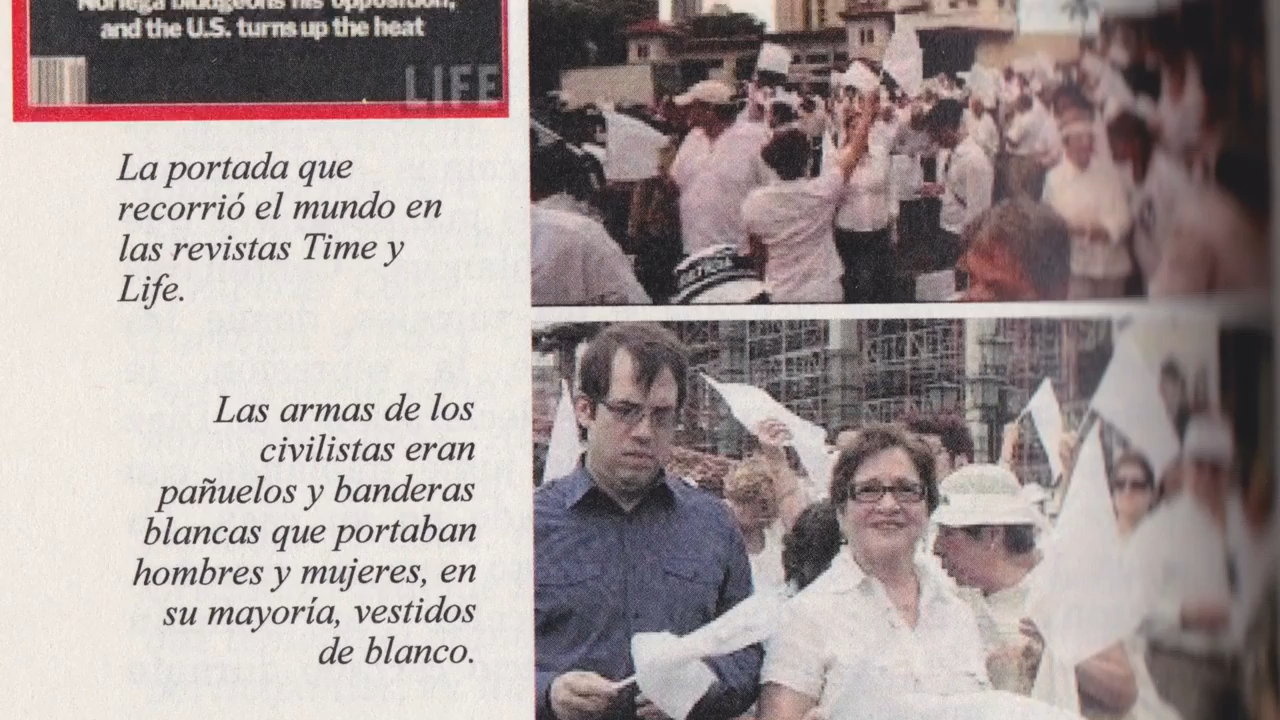 Noriega bludgeons his opposition,
and the U.S. turns up the heat
LIFE
La portada que
recorrió el mundo en
las revistas Time y
Life.
Las armas de los
civilistas eran
pañuelos y banderas
blancas que portaban
hombres y mujeres, en
su mayoría, vestidos
de blanco.